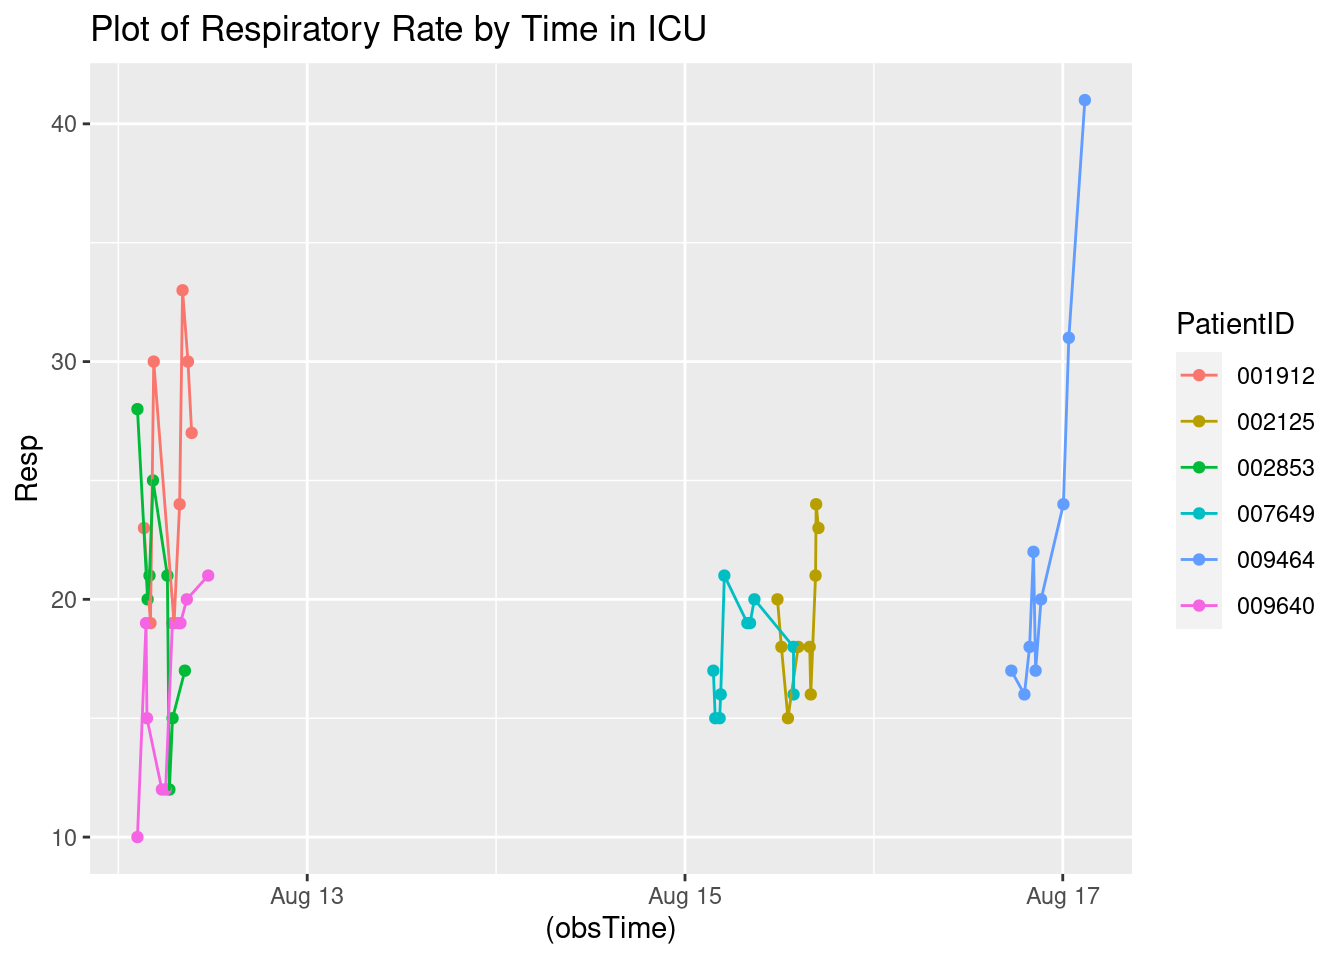 Plot of Respiratory Rate by Time in ICU
40
30
20
10
Resp
Aug 13
Aug 15
Aug 17
(obsTime)
PatientID
001912
002125
002853
007649
009464
009640